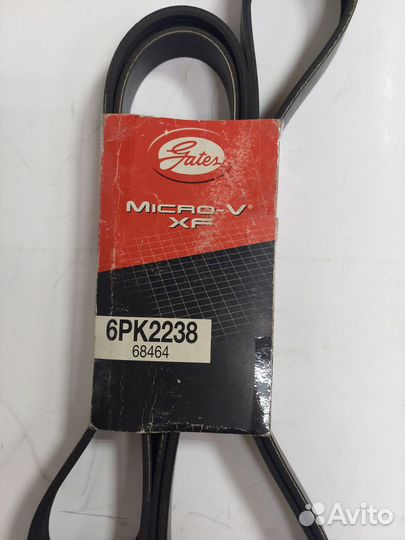 Gates
MICRO-V®
XF
6PK2238
68464
Avito